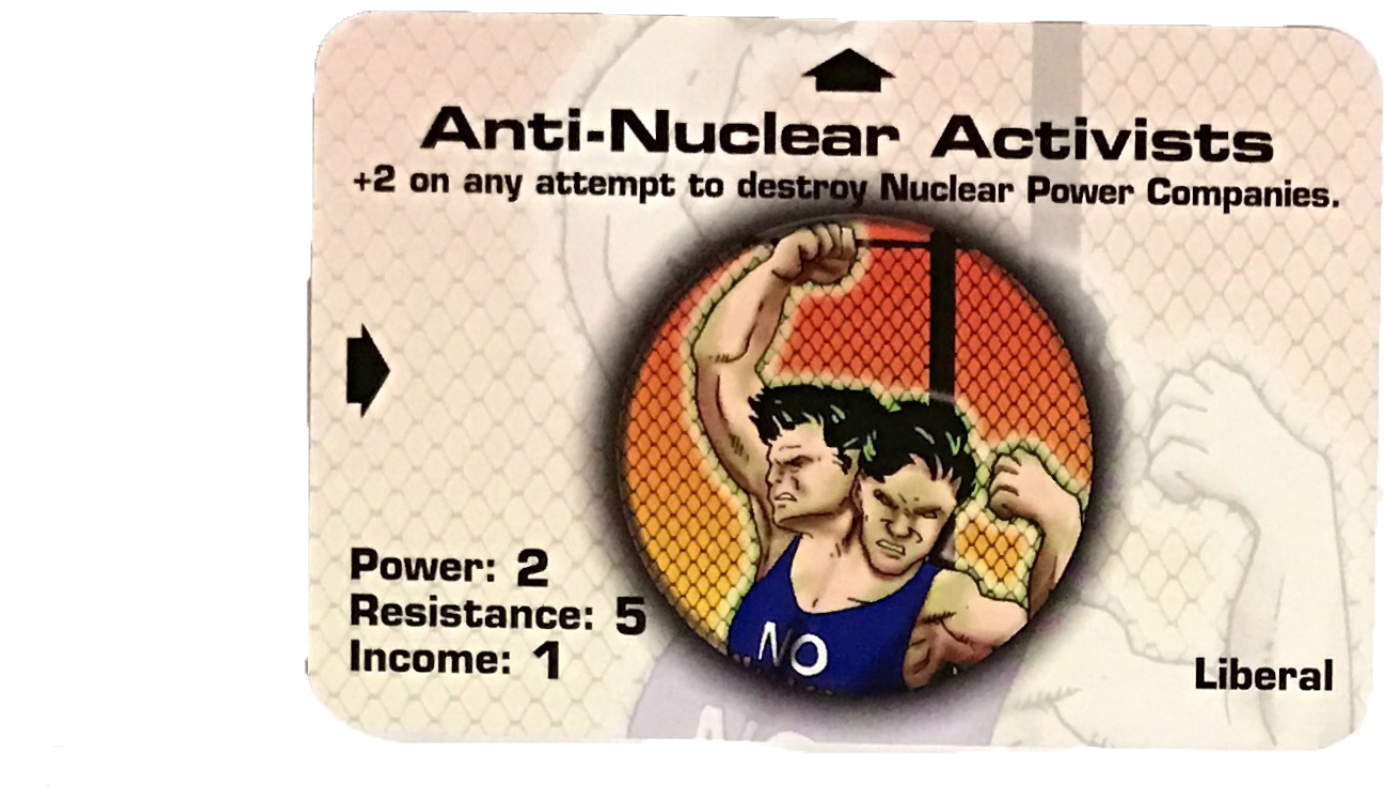 Anti-Nuclear Activists
+2 on any attempt to destroy Nuclear Power Companies.
NO
Power: 2
Resistance: 5
Income: 1
Liberal
NO